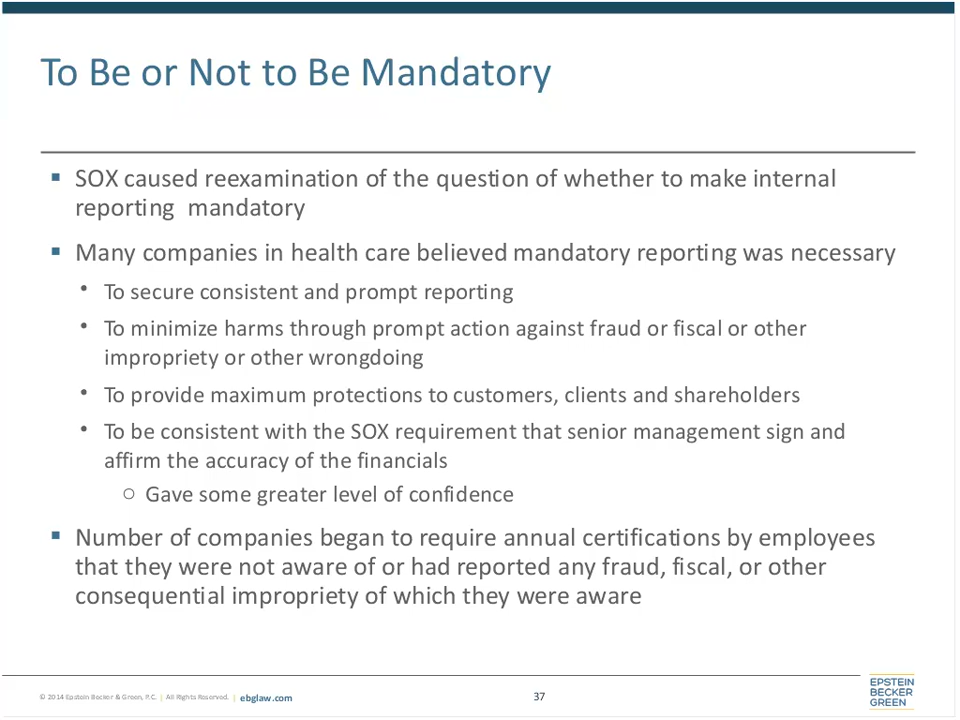 To Be or Not to Be Mandatory
▪ SOX caused reexamination of the question of whether to make internal
reporting  mandatory
▪ Many companies in health care believed mandatory reporting was necessary
• To secure consistent and prompt reporting
• To minimize harms through prompt action against fraud or fiscal or other
impropriety or other wrongdoing
• To provide maximum protections to customers, clients and shareholders
• To be consistent with the SOX requirement that senior management sign and
affirm the accuracy of the financials
○ Gave some greater level of confidence
▪ Number of companies began to require annual certifications by employees
that they were not aware of or had reported any fraud, fiscal, or other
consequential impropriety of which they were aware
© 2014 Epstein Becker & Green, P.C. | All Rights Reserved. | ebglaw.com
37
EPSTEIN
BECKER
GREEN